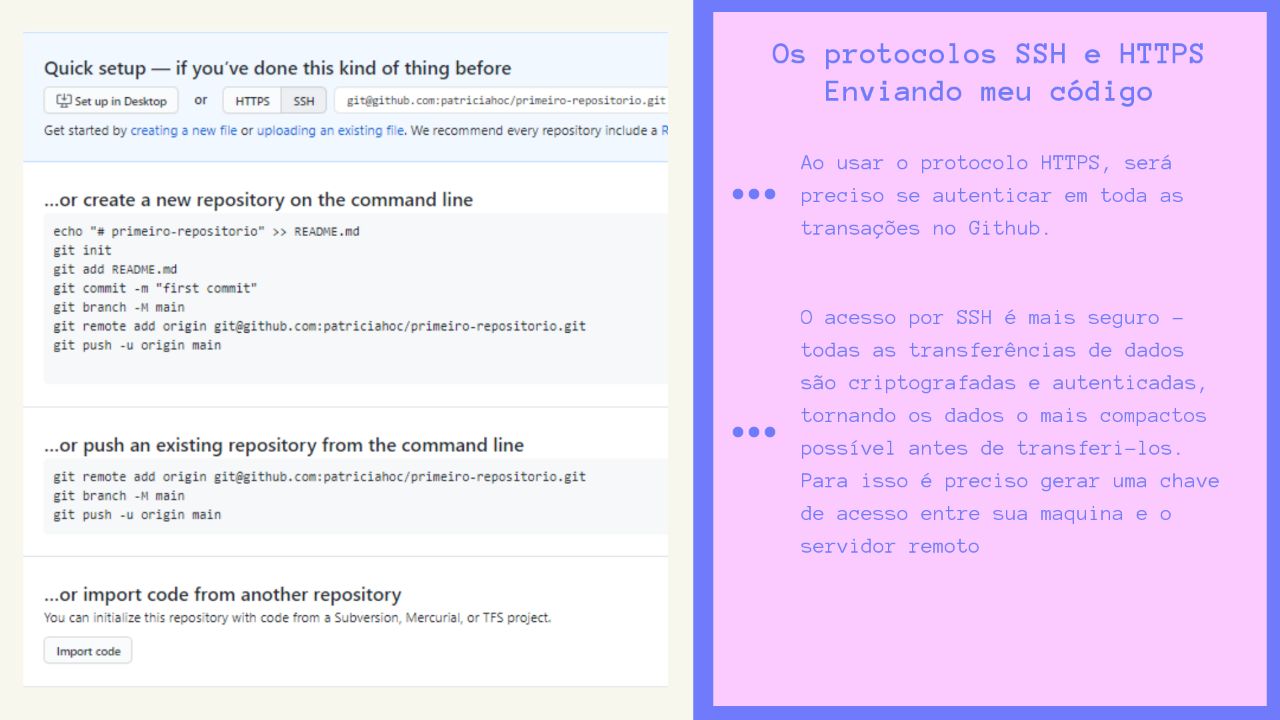 Quick setup — if you've done this kind of thing before
Set up in Desktop or HTTPS SSH git@github.com:patriciahoc/primeiro-repositorio.git
Get started by creating a new file or uploading an existing file. We recommend every repository include a R
...or create a new repository on the command line
echo "# primeiro-repositorio" >> README.md
git init
git add README.md
git commit -m "first commit"
git branch -M main
git remote add origin git@github.com:patriciahoc/primeiro-repositorio.git
git push -u origin main
...or push an existing repository from the command line
git remote add origin git@github.com:patriciahoc/primeiro-repositorio.git
git branch -M main
git push -u origin main
...or import code from another repository
You can initialize this repository with code from a Subversion, Mercurial, or TFS project.
Import code
Os protocolos SSH e HTTPS
Enviando meu código
Ao usar o protocolo HTTPS, será
preciso se autenticar em toda as
transações no Github.
O acesso por SSH é mais seguro -
todas as transferências de dados
são criptografadas e autenticadas,
tornando os dados o mais compactos
possível antes de transferi-los.
Para isso é preciso gerar uma chave
de acesso entre sua maquina e o
servidor remoto